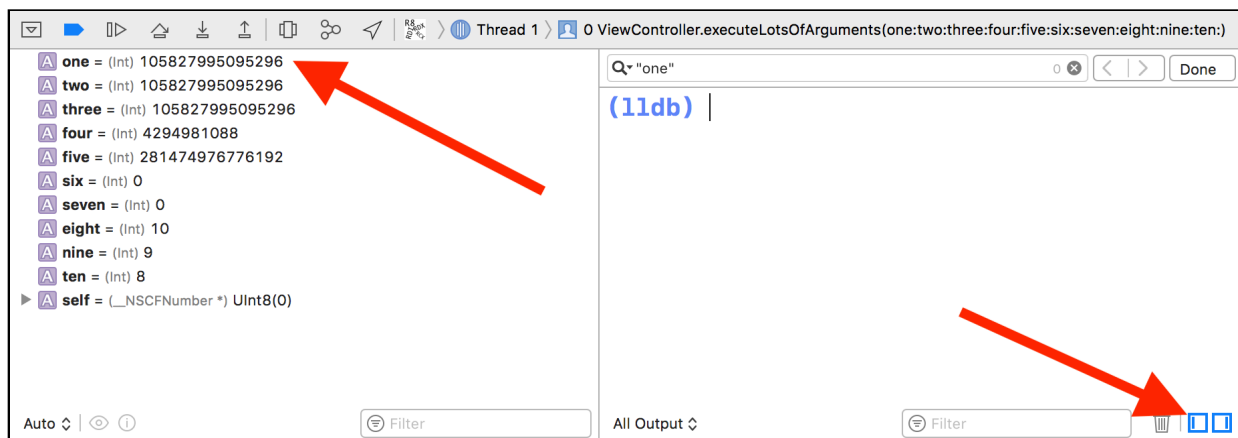 Thread 1 〉 0 ViewController.executeLotsOfArguments(one:two:three:four:five:six:seven:eight:nine:ten:)
A one = (Int) 105827995095296
A two = (Int) 105827995095296
A three = (Int) 105827995095296
A four = (Int) 4294981088
A five = (Int) 281474976776192
A six = (Int) 0
A seven = (Int) 0
A eight = (Int) 10
A nine = (Int) 9
A ten = (Int) 8
A self = (__NSCFNumber *) UInt8(0)
Auto
Filter
"one" 0 Done
(lldb)
All Output
Filter